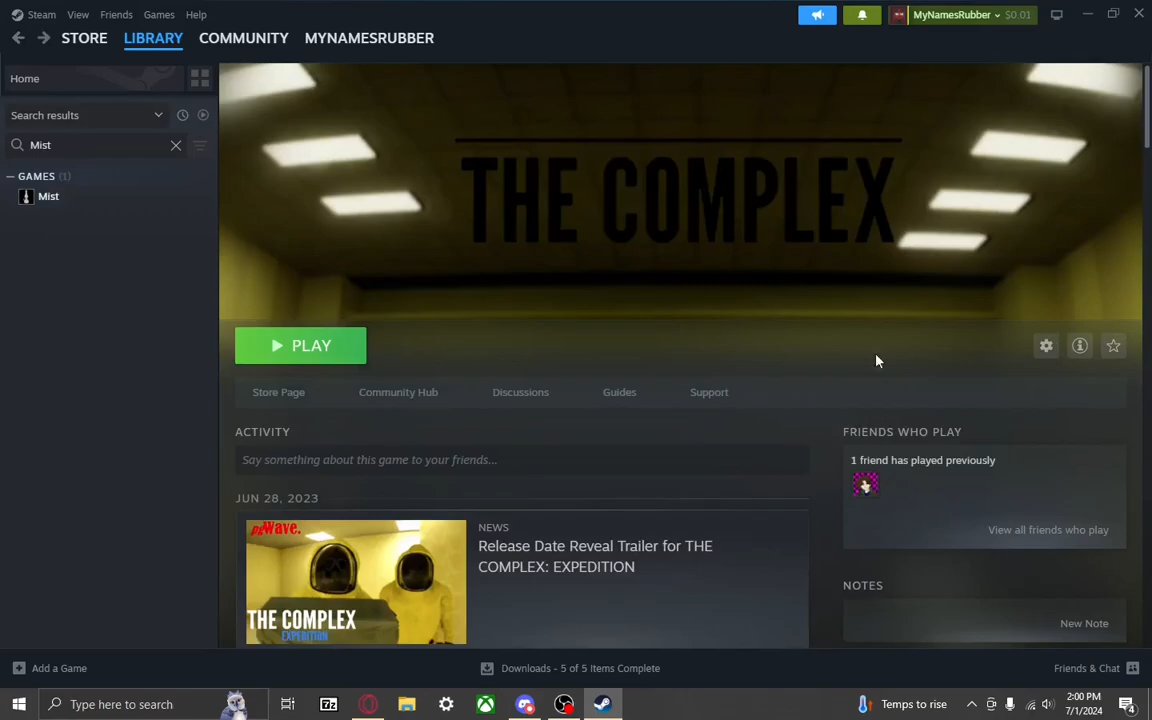 Steam View Friends Games Help
MyNamesRubber $0.01
STORE LIBRARY COMMUNITY MYNAMESRUBBER
Home
Search results
Mist
GAMES (1)
Mist
THE COMPLEX
PLAY
Store Page Community Hub Discussions Guides Support
ACTIVITY
Say something about this game to your friends...
JUN 28, 2023
pgWave.
THE COMPLEX
EXPEDITION
NEWS
Release Date Reveal Trailer for THE
COMPLEX: EXPEDITION
FRIENDS WHO PLAY
1 friend has played previously
View all friends who play
NOTES
New Note
Add a Game
Downloads - 5 of 5 Items Complete
Friends & Chat
Type here to search
7z
Temps to rise
2:00 PM
7/1/2024
4